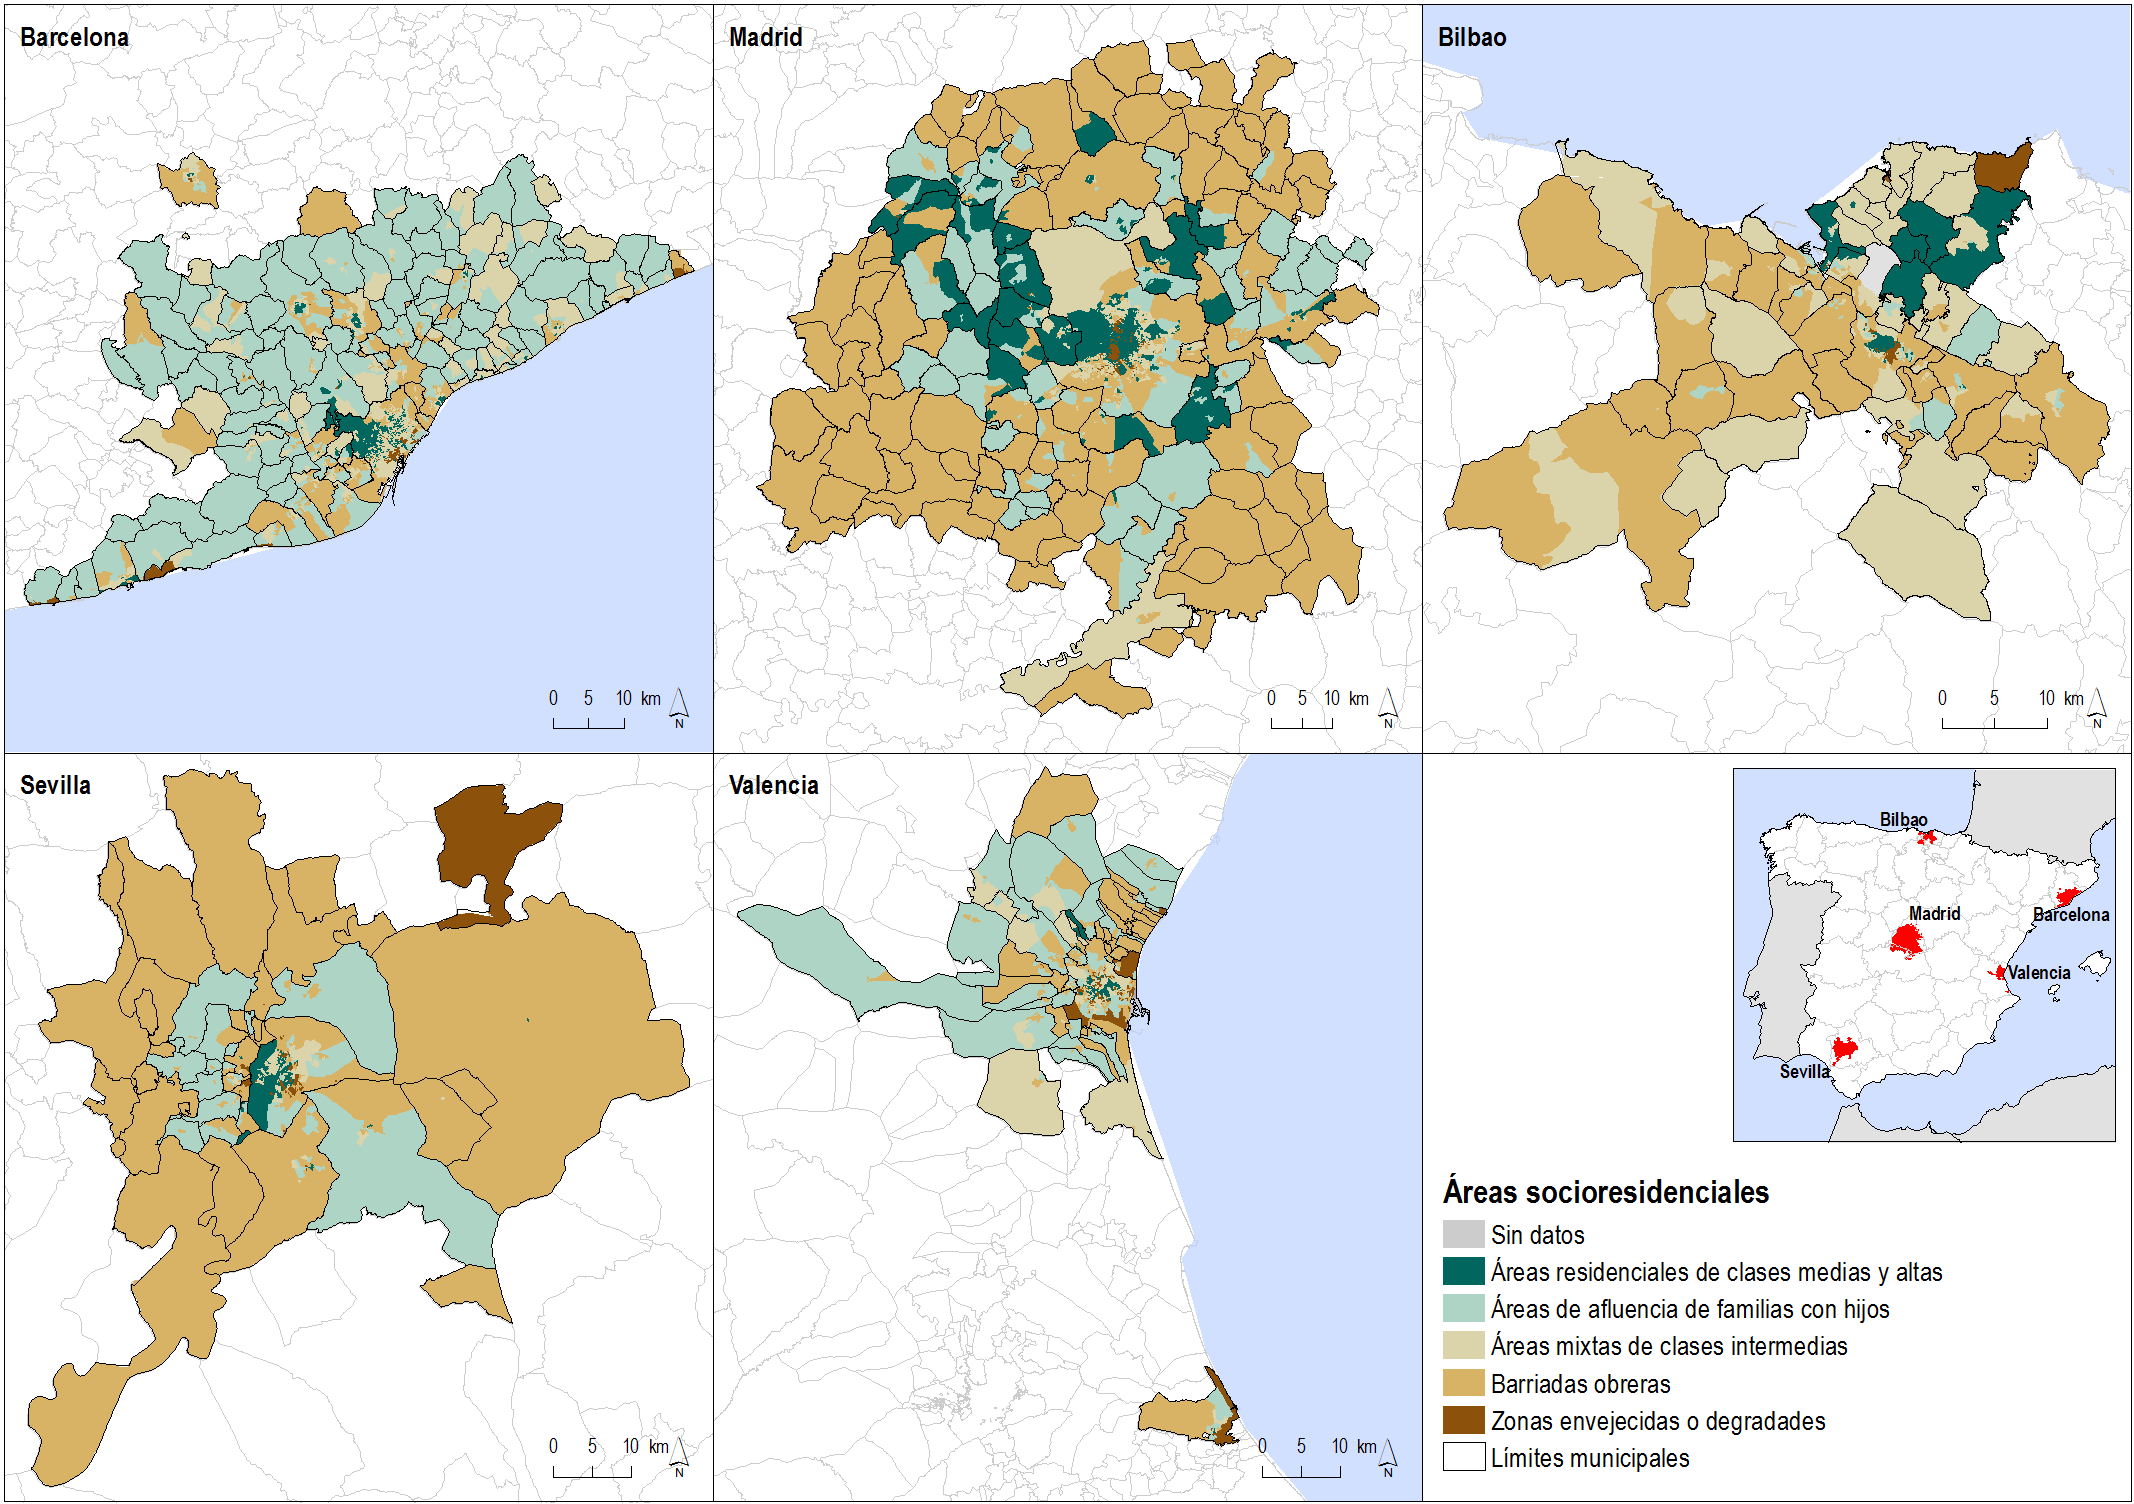 Barcelona
0 5 10 km
N
Madrid
0 5 10 km
N
Bilbao
0 5 10 km
N
Sevilla
0 5 10 km
N
Valencia
0 5 10 km
N
Bilbao
Madrid
Barcelona
Valencia
Sevilla
Áreas socioresidenciales
Sin datos
Áreas residenciales de clases medias y altas
Áreas de afluencia de familias con hijos
Áreas mixtas de clases intermedias
Barriadas obreras
Zonas envejecidas o degradades
Límites municipales